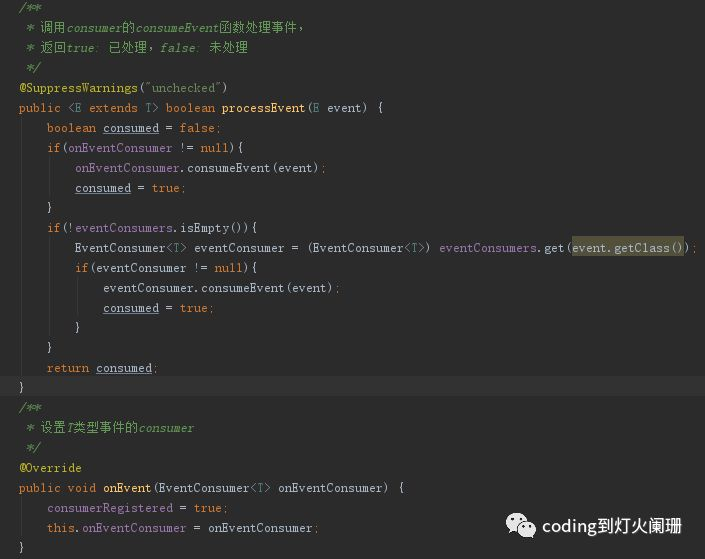 /**
 * 调用consumer的consumeEvent函数处理事件，
 * 返回true: 已处理，false: 未处理
 */
@SuppressWarnings("unchecked")
public <E extends T> boolean processEvent(E event) {
    boolean consumed = false;
    if(onEventConsumer != null){
        onEventConsumer.consumeEvent(event);
        consumed = true;
    }
    if(!eventConsumers.isEmpty()){
        EventConsumer<T> eventConsumer = (EventConsumer<T>) eventConsumers.get(event.getClass());
        if(eventConsumer != null){
            eventConsumer.consumeEvent(event);
            consumed = true;
        }
    }
    return consumed;
}
/**
 * 设置T类型事件的consumer
 */
@Override
public void onEvent(EventConsumer<T> onEventConsumer) {
    consumerRegistered = true;
    this.onEventConsumer = onEventConsumer;
}
coding到灯火阑珊